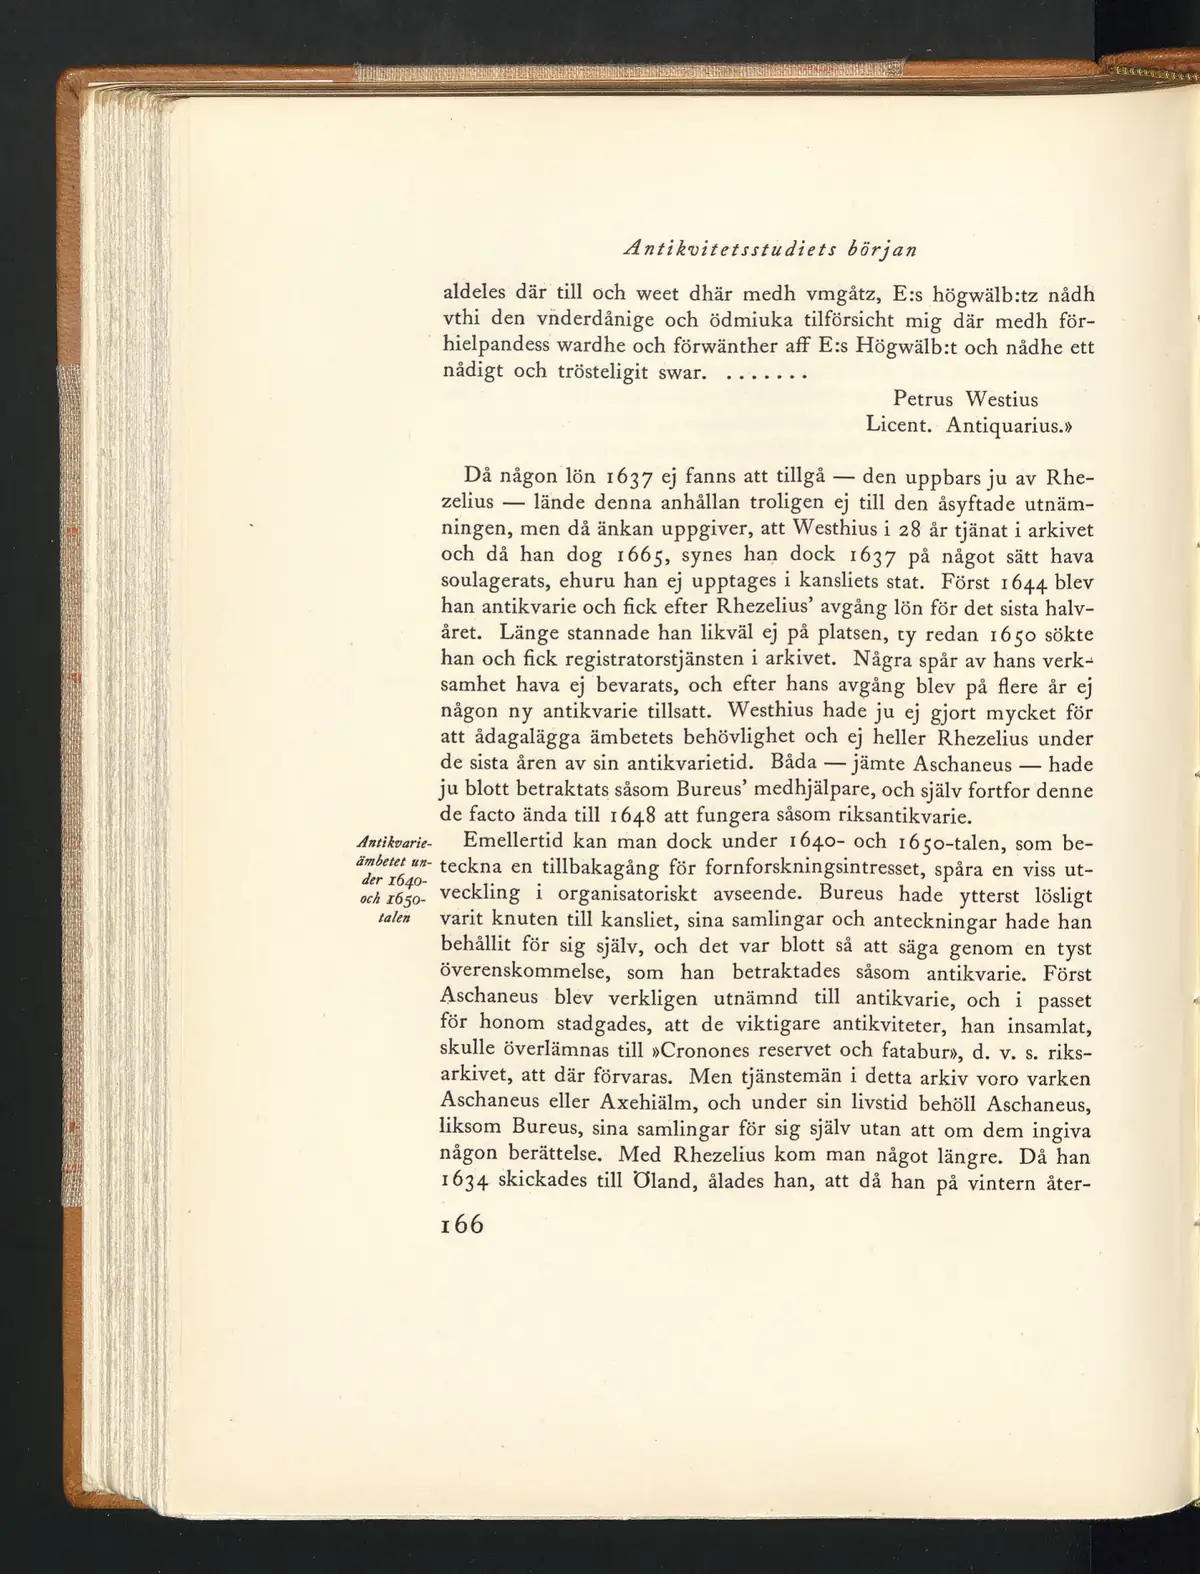 Antikvitetsstudiets början
aldeles där till och weet dhär medh vmgåtz, E:s högwälb:tz nådh
vthi den vnderdånige och ödmiuka tilförsicht mig där medh för-
hielpandess wardhe och förwänther aff E:s Högwälb:t och nådhe ett
nådigt och trösteligit swar. .......
Petrus Westius
Licent. Antiquarius.»
Då någon lön 1637 ej fanns att tillgå — den uppbars ju av Rhe-
zelius — lände denna anhållan troligen ej till den åsyftade utnäm-
ningen, men då änkan uppgiver, att Westhius i 28 år tjänat i arkivet
och då han dog 1665, synes han dock 1637 på något sätt hava
soulagerats, ehuru han ej upptages i kansliets stat. Först 1644 blev
han antikvarie och fick efter Rhezelius’ avgång lön för det sista halv-
året. Länge stannade han likväl ej på platsen, ty redan 1650 sökte
han och fick registratorstjänsten i arkivet. Några spår av hans verk-
samhet hava ej bevarats, och efter hans avgång blev på flere år ej
någon ny antikvarie tillsatt. Westhius hade ju ej gjort mycket för
att ådagalägga ämbetets behövlighet och ej heller Rhezelius under
de sista åren av sin antikvarietid. Båda — jämte Aschaneus — hade
ju blott betraktats såsom Bureus’ medhjälpare, och själv fortfor denne
de facto ända till 1648 att fungera såsom riksantikvarie.
Antikvarie-
ämbetet un-
der 1640-
och 1650-
talen
Emellertid kan man dock under 1640- och 1650-talen, som be-
teckna en tillbakagång för fornforskningsintresset, spåra en viss ut-
veckling i organisatoriskt avseende. Bureus hade ytterst lösligt
varit knuten till kansliet, sina samlingar och anteckningar hade han
behållit för sig själv, och det var blott så att säga genom en tyst
överenskommelse, som han betraktades såsom antikvarie. Först
Aschaneus blev verkligen utnämnd till antikvarie, och i passet
för honom stadgades, att de viktigare antikviteter, han insamlat,
skulle överlämnas till »Cronones reservet och fatabur», d. v. s. riks-
arkivet, att där förvaras. Men tjänstemän i detta arkiv voro varken
Aschaneus eller Axehiälm, och under sin livstid behöll Aschaneus,
liksom Bureus, sina samlingar för sig själv utan att om dem ingiva
någon berättelse. Med Rhezelius kom man något längre. Då han
1634 skickades till Öland, ålades han, att då han på vintern åter-
166